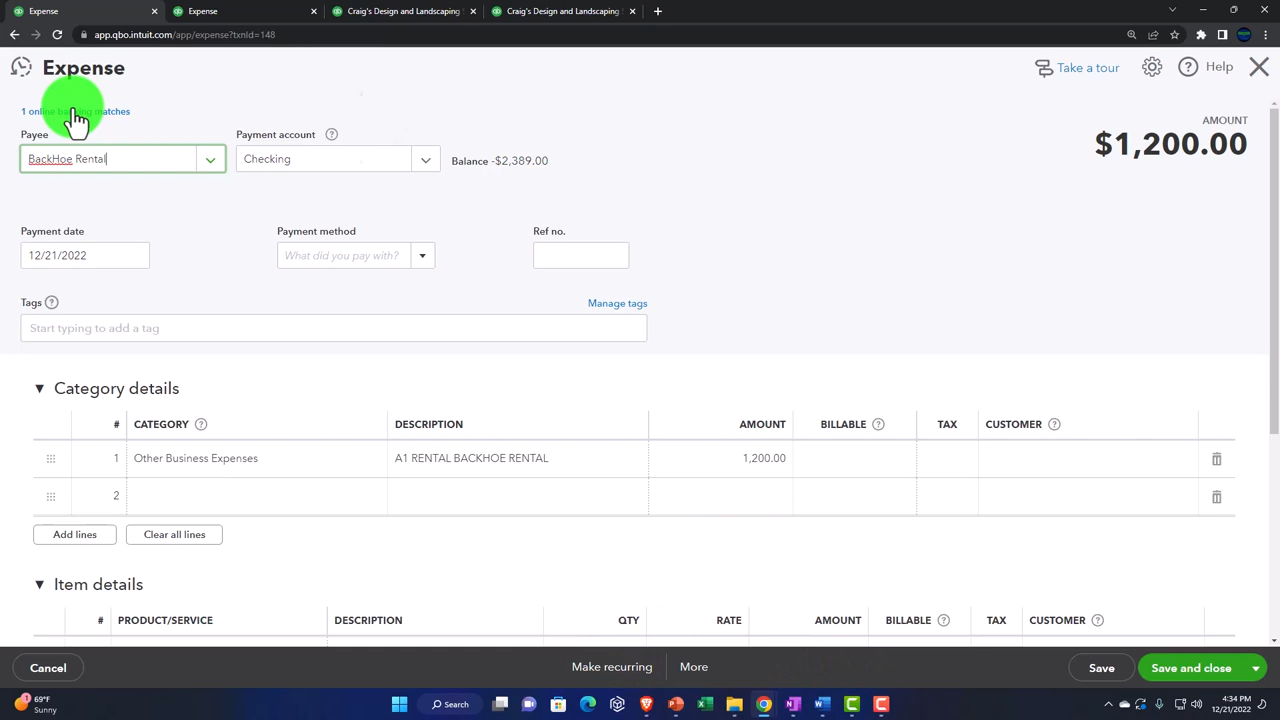 Expense
Expense
Craig's Design and Landscaping
Craig's Design and Landscaping
app.qbo.intuit.com/app/expense?txnId=148
Expense
Take a tour
Help
1 online banking matches
AMOUNT
$1,200.00
Payee
Payment account
BackHoe Rental
Checking
Balance -$2,389.00
Payment date
Payment method
Ref no.
12/21/2022
What did you pay with?
Tags
Manage tags
Start typing to add a tag
Category details
# CATEGORY DESCRIPTION AMOUNT BILLABLE TAX CUSTOMER
1 Other Business Expenses A1 RENTAL BACKHOE RENTAL 1,200.00
2
Add lines
Clear all lines
Item details
# PRODUCT/SERVICE DESCRIPTION QTY RATE AMOUNT BILLABLE TAX CUSTOMER
Cancel
Make recurring
More
Save
Save and close
69°F
Sunny
Search
4:34 PM
12/21/2022